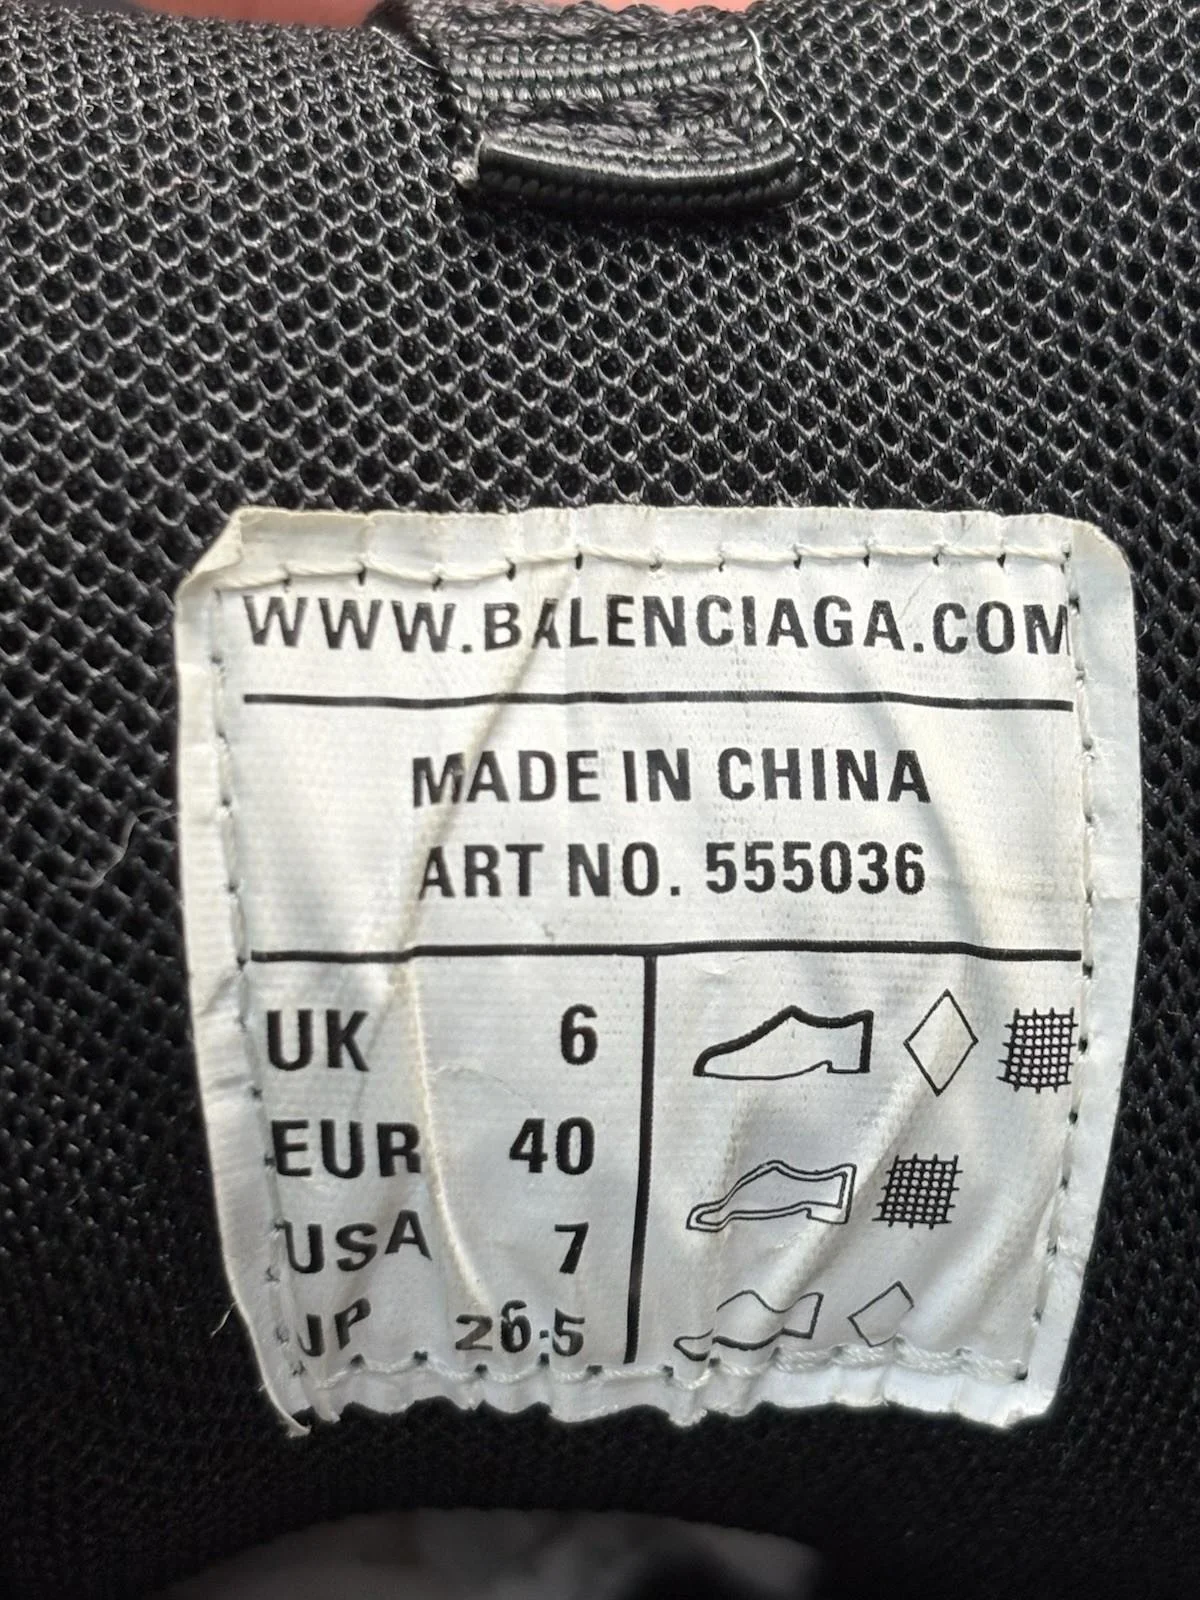 WWW.BALENCIAGA.COM
MADE IN CHINA
ART NO. 555036
UK 6
EUR 40
USA 7
JP 26.5